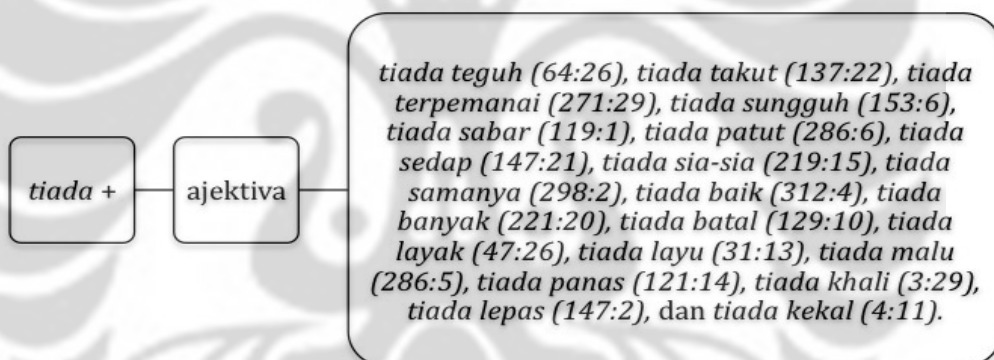 tiada +
ajektiva
tiada teguh (64:26), tiada takut (137:22), tiada
terpemanai (271:29), tiada sungguh (153:6),
tiada sabar (119:1), tiada patut (286:6), tiada
sedap (147:21), tiada sia-sia (219:15), tiada
samanya (298:2), tiada baik (312:4), tiada
banyak (221:20), tiada batal (129:10), tiada
layak (47:26), tiada layu (31:13), tiada malu
(286:5), tiada panas (121:14), tiada khali (3:29),
tiada lepas (147:2), dan tiada kekal (4:11).